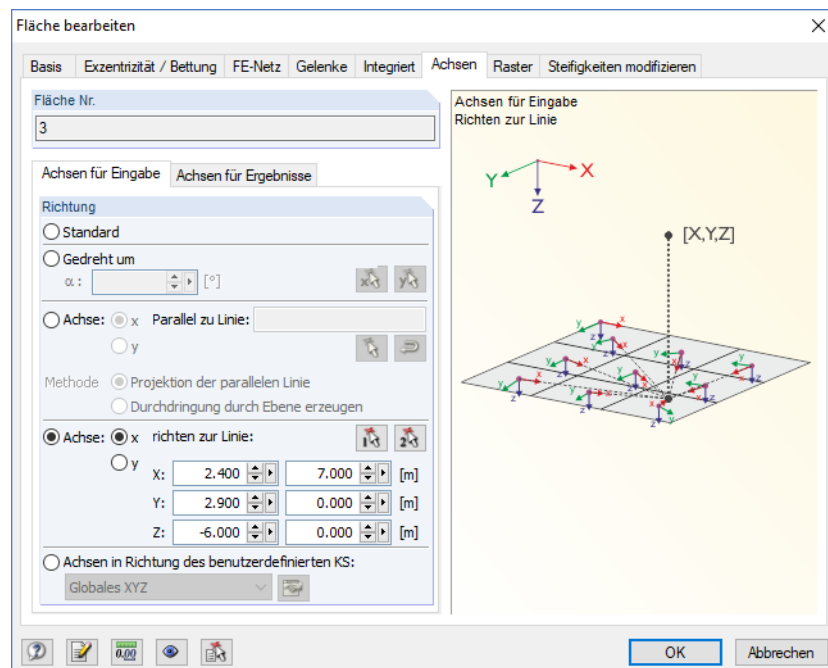 Fläche bearbeiten
Basis Exzentrizität / Bettung FE-Netz Gelenke Integriert Achsen Raster Steifigkeiten modifizieren
Fläche Nr.
3
Achsen für Eingabe Achsen für Ergebnisse
Richtung
Standard
Gedreht um
α : [°]
x y
Achse: x Parallel zu Linie:
y
Methode Projektion der parallelen Linie
Durchdringung durch Ebene erzeugen
Achse: x richten zur Linie: 1 2
y
X: 2.400 7.000 [m]
Y: 2.900 0.000 [m]
Z: -6.000 0.000 [m]
Achsen in Richtung des benutzerdefinierten KS:
Globales XYZ
Achsen für Eingabe
Richten zur Linie
Y X
Z
[X,Y,Z]
y x z
y x z
y x z
y x z
y x z
y x z
y x z
y x z
0.00
OK Abbrechen